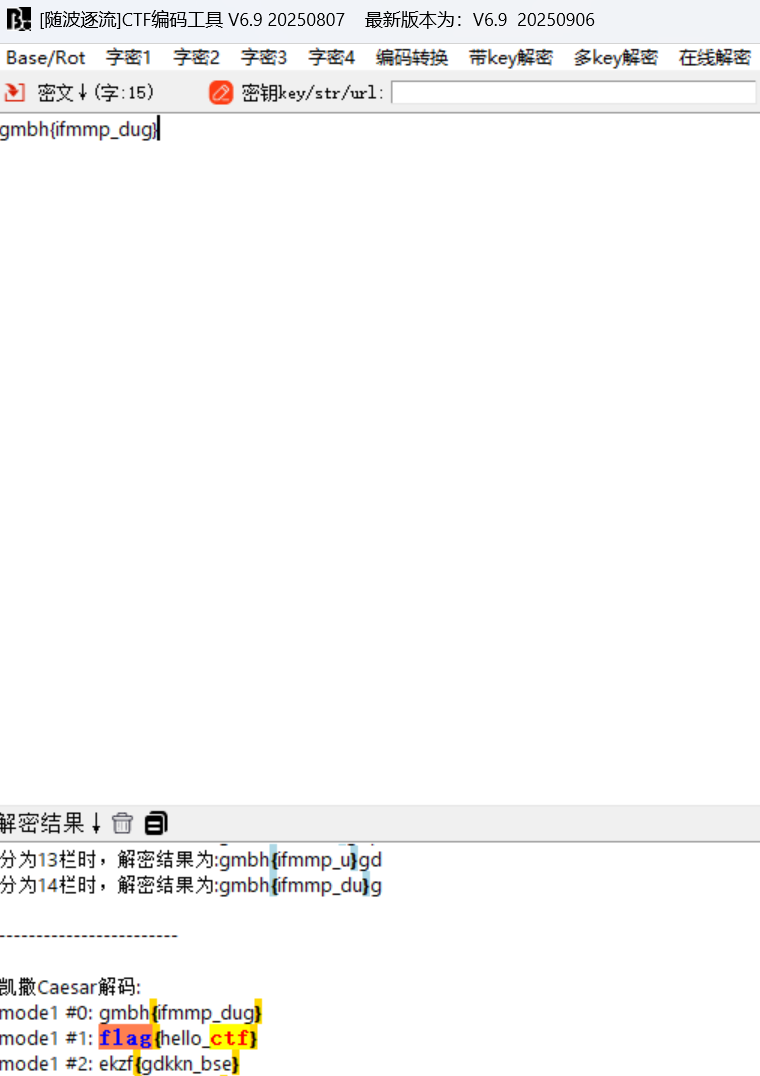 [随波逐流]CTF编码工具 V6.9 20250807 最新版本为：V6.9 20250906
Base/Rot 字密1 字密2 字密3 字密4 编码转换 带key解密 多key解密 在线解密
密文↓(字:15) 密钥key/str/url:
gmbh{ifmmp_dug}
解密结果↓
分为13栏时，解密结果为:gmbh{ifmmp_u}gd
分为14栏时，解密结果为:gmbh{ifmmp_du}g
-------------------------
凯撒Caesar解码:
mode1 #0: gmbh{ifmmp_dug}
mode1 #1: flag{hello_ctf}
mode1 #2: ekzf{gdkkn_bse}